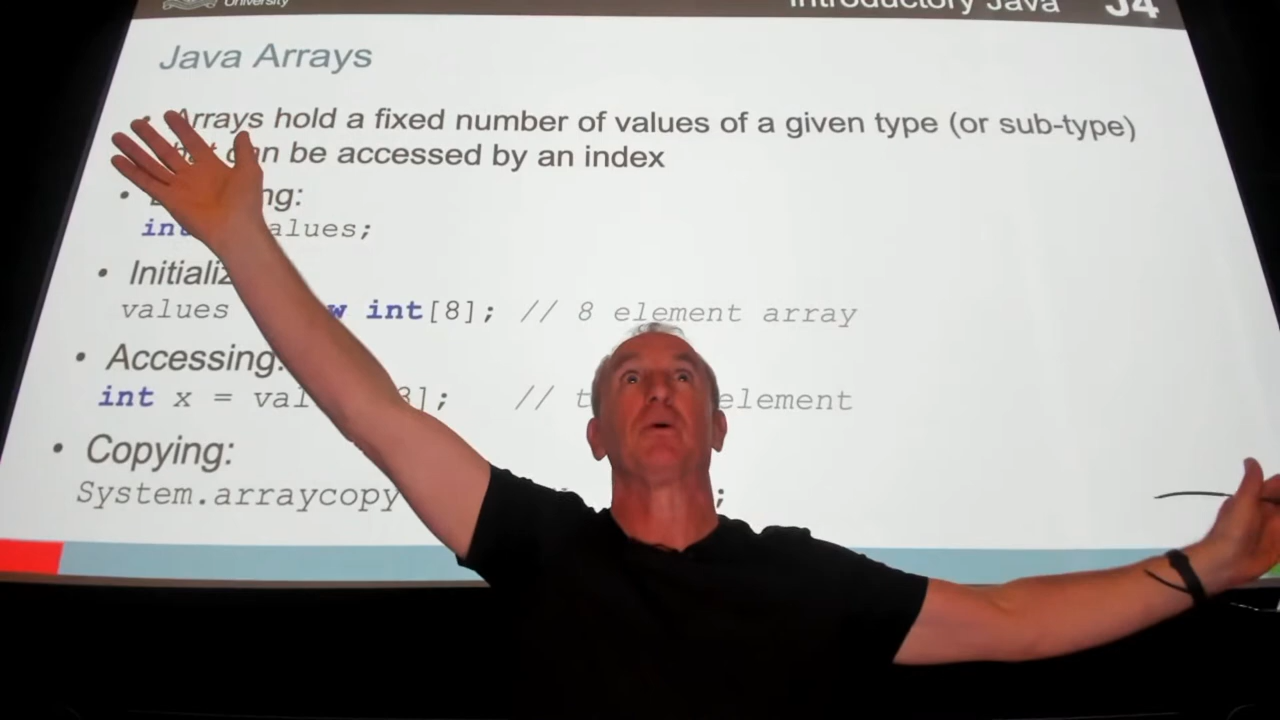 University
Introductory Java J4
Java Arrays
• Arrays hold a fixed number of values of a given type (or sub-type)
can be accessed by an index
• ng:
int alues;
• Initializ
values w int[8]; // 8 element array
• Accessing:
int x = val 3]; // t element
• Copying:
System.arraycopy ;